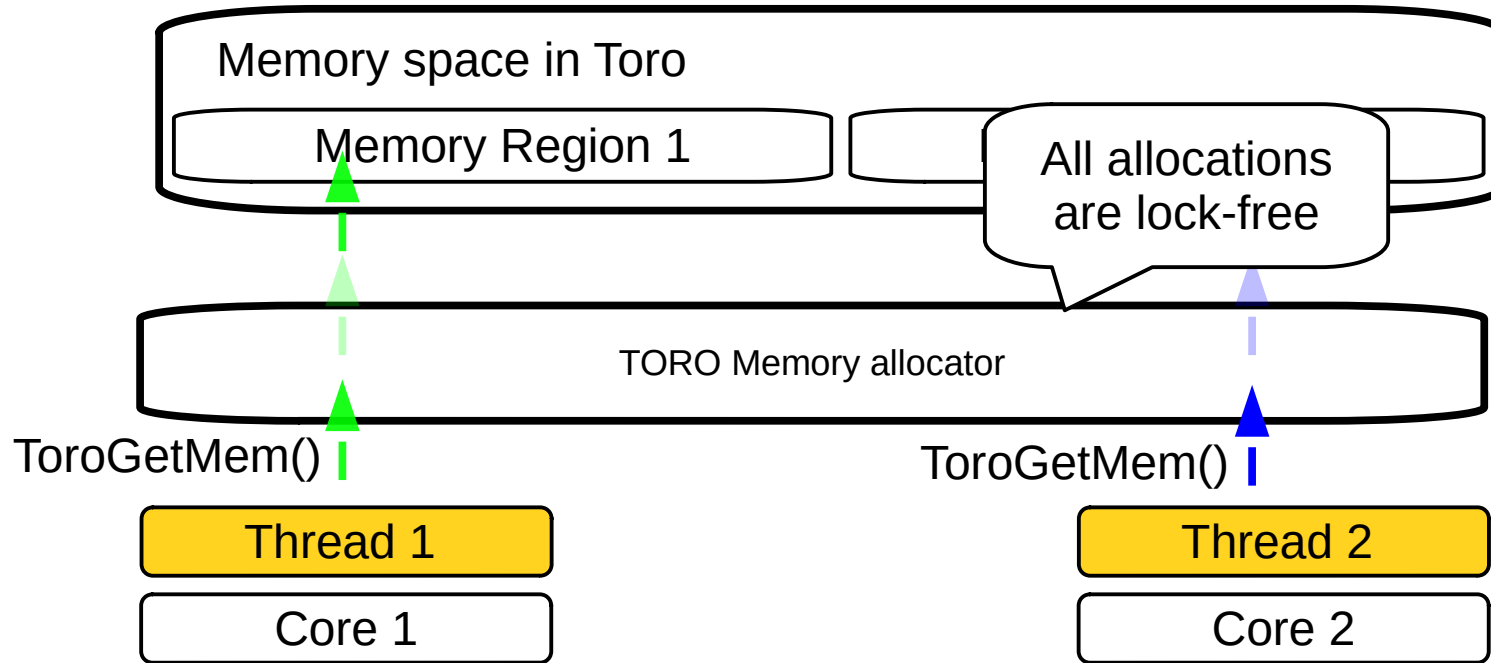 Memory space in Toro
Memory Region 1
All allocations
are lock-free
TORO Memory allocator
ToroGetMem()
ToroGetMem()
Thread 1
Thread 2
Core 1
Core 2